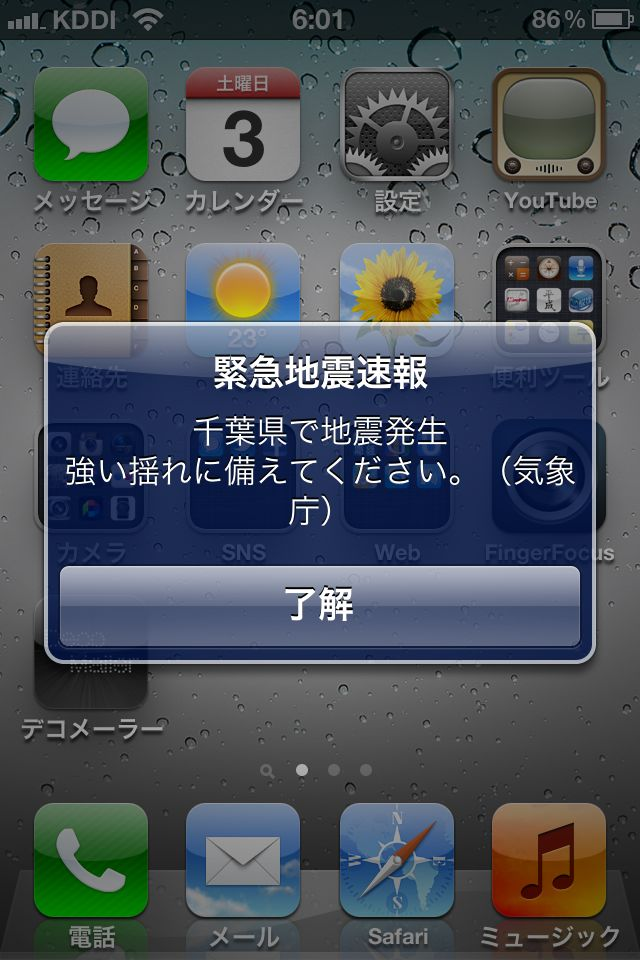 KDDI 6:01 86%
土曜日
3
メッセージ カレンダー 設定 YouTube
23°
連絡先 便利ツール
緊急地震速報
千葉県で地震発生
強い揺れに備えてください。（気象
庁）
カメラ SNS Web FingerFocus
了解
デコメーラー
N
W
S
電話 メール Safari ミュージック